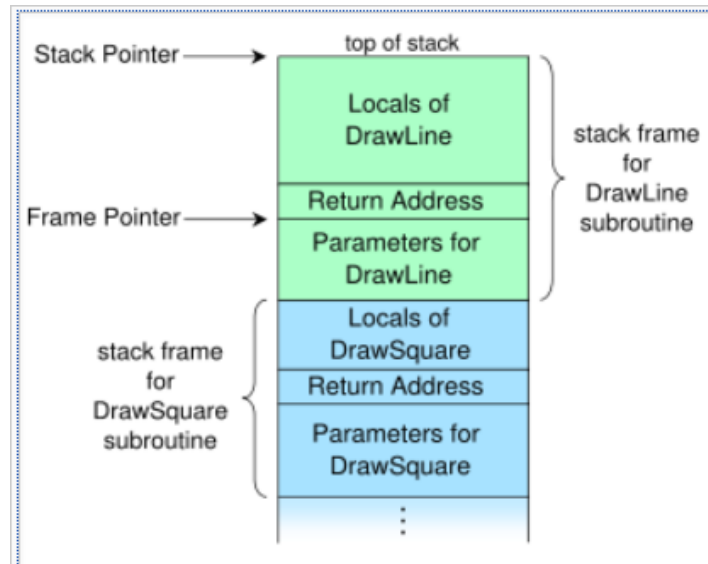 top of stack
Stack Pointer
Locals of
DrawLine
stack frame
for
DrawLine
subroutine
Return Address
Frame Pointer
Parameters for
DrawLine
Locals of
DrawSquare
stack frame
for
DrawSquare
subroutine
Return Address
Parameters for
DrawSquare
⋮